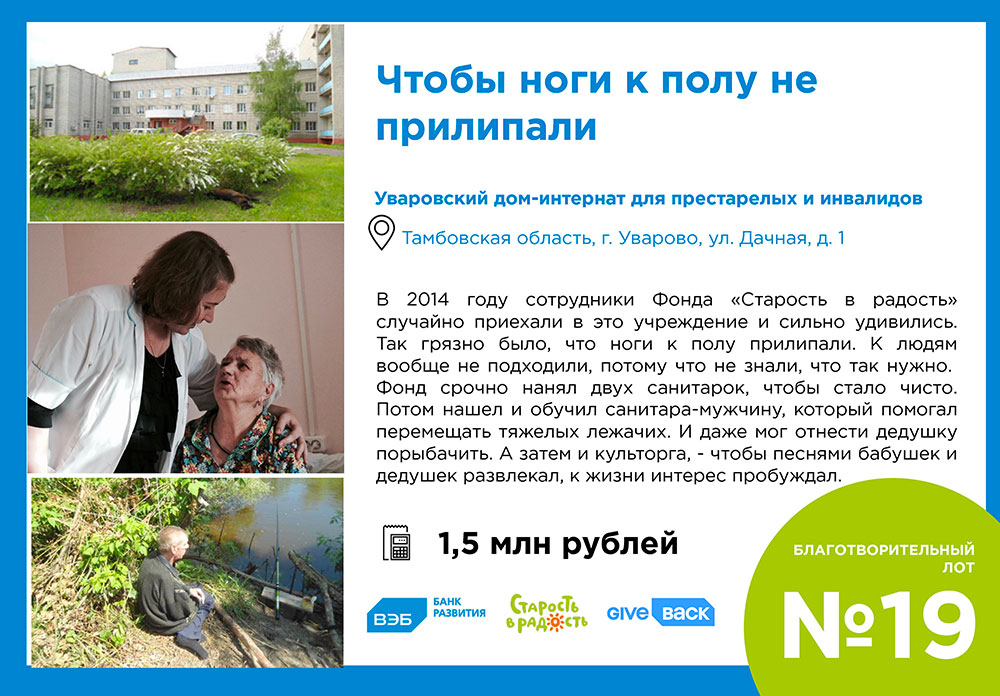 Чтобы ноги к полу не
прилипали
Уваровский дом-интернат для престарелых и инвалидов
Тамбовская область, г. Уварово, ул. Дачная, д. 1
В 2014 году сотрудники Фонда «Старость в радость»
случайно приехали в это учреждение и сильно удивились.
Так грязно было, что ноги к полу прилипали. К людям
вообще не подходили, потому что не знали, что так нужно.
Фонд срочно нанял двух санитарок, чтобы стало чисто.
Потом нашел и обучил санитара-мужчину, который помогал
перемещать тяжелых лежачих. И даже мог отнести дедушку
порыбачить. А затем и культорга, - чтобы песнями бабушек и
дедушек развлекал, к жизни интерес пробуждал.
1,5 млн рублей
БЛАГОТВОРИТЕЛЬНЫЙ
ЛОТ
№19
ВЭБ БАНК
РАЗВИТИЯ
Старость
в радость
GIVE BACK